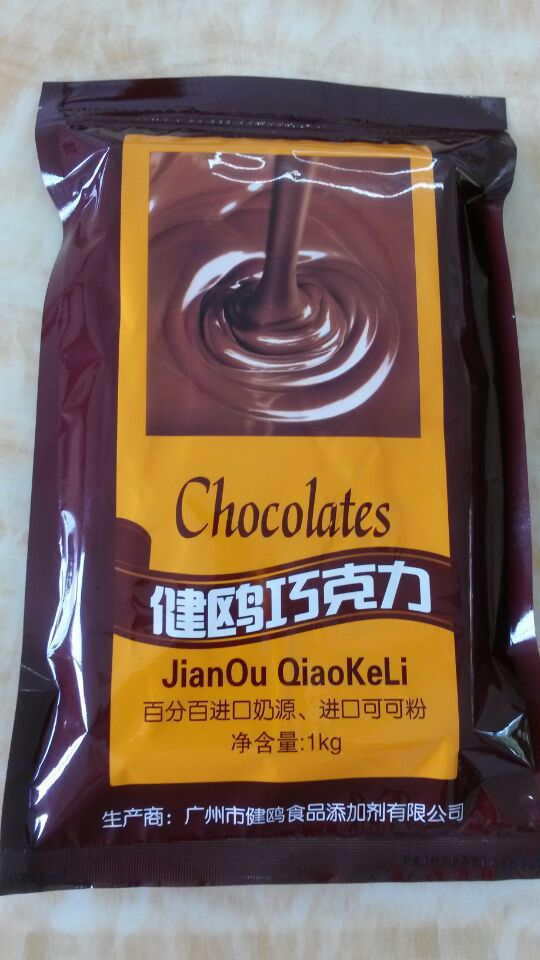 Chocolates
健鸥巧克力
JianOu QiaoKeLi
百分百进口奶源、进口可可粉
净含量:1kg
生产商：广州市健鸥食品添加剂有限公司